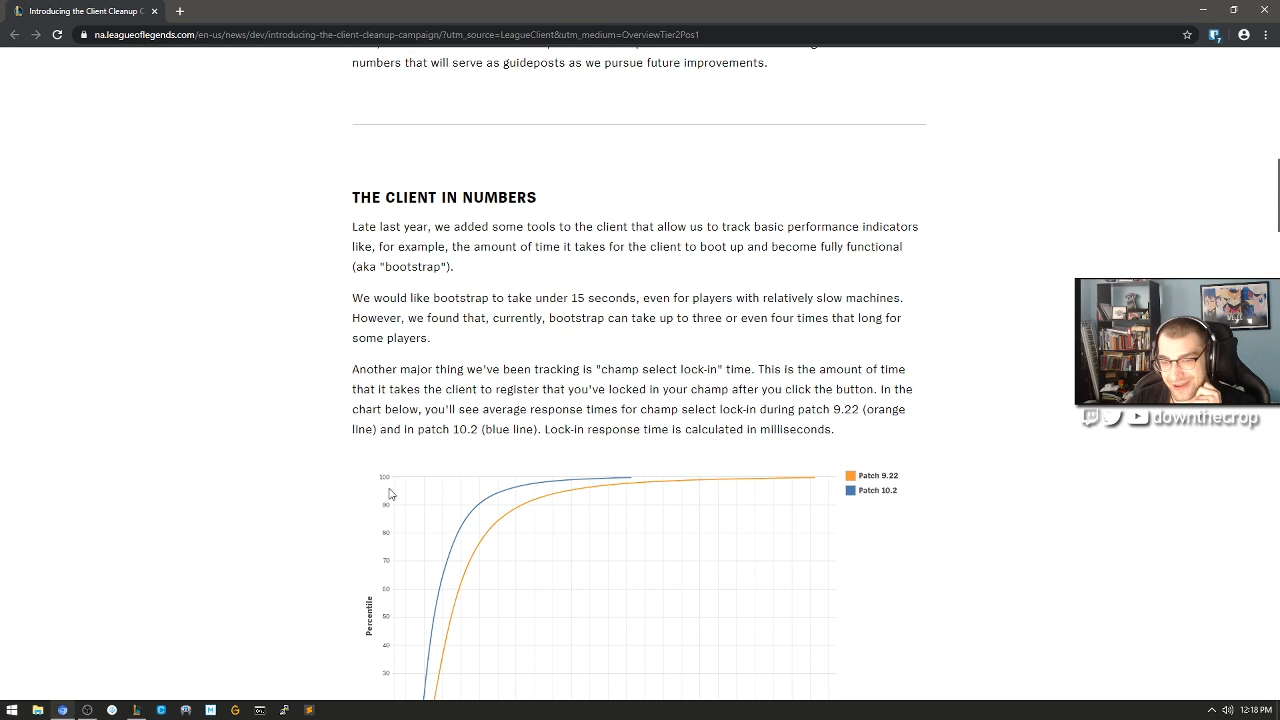 Introducing the Client Cleanup C
na.leagueoflegends.com/en-us/news/dev/introducing-the-client-cleanup-campaign/?utm_source=LeagueClient&utm_medium=OverviewTier2Pos1
numbers that will serve as guideposts as we pursue future improvements.
THE CLIENT IN NUMBERS
Late last year, we added some tools to the client that allow us to track basic performance indicators
like, for example, the amount of time it takes for the client to boot up and become fully functional
(aka "bootstrap").
We would like bootstrap to take under 15 seconds, even for players with relatively slow machines.
However, we found that, currently, bootstrap can take up to three or even four times that long for
some players.
Another major thing we've been tracking is "champ select lock-in" time. This is the amount of time
that it takes the client to register that you've locked in your champ after you click the button. In the
chart below, you'll see average response times for champ select lock-in during patch 9.22 (orange
line) and in patch 10.2 (blue line). Lock-in response time is calculated in milliseconds.
downthecrop
100
90
80
70
60
50
40
30
Percentile
Patch 9.22
Patch 10.2
12:18 PM